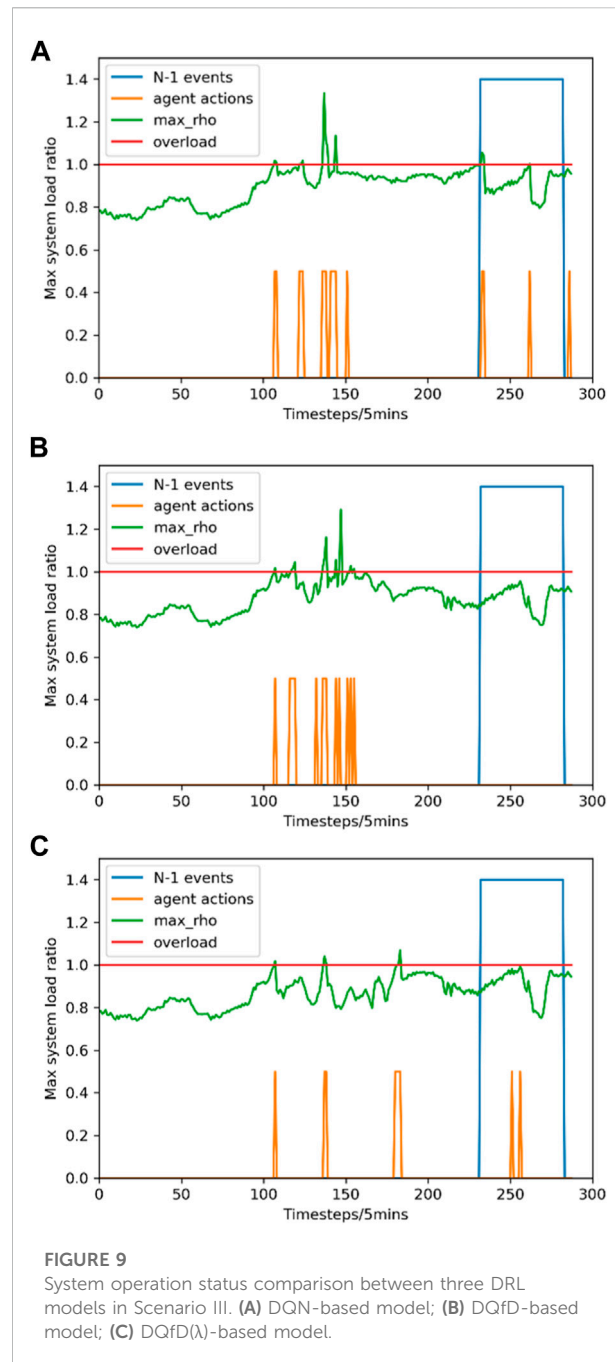 A
N-1 events
agent actions
max_rho
overload
Max system load ratio
1.4
1.2
1.0
0.8
0.6
0.4
0.2
0.0
0 50 100 150 200 250 300
Timesteps/5mins
B
N-1 events
agent actions
max_rho
overload
Max system load ratio
1.4
1.2
1.0
0.8
0.6
0.4
0.2
0.0
0 50 100 150 200 250 300
Timesteps/5mins
C
N-1 events
agent actions
max_rho
overload
Max system load ratio
1.4
1.2
1.0
0.8
0.6
0.4
0.2
0.0
0 50 100 150 200 250 300
Timesteps/5mins
FIGURE 9
System operation status comparison between three DRL
models in Scenario III. (A) DQN-based model; (B) DQfD-based
model; (C) DQfD(λ)-based model.